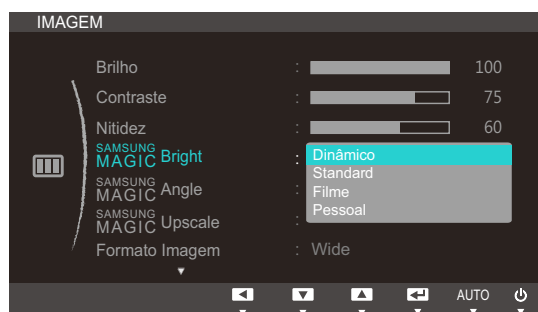 IMAGEM
Brilho : 100
Contraste : 75
Nitidez : 60
SAMSUNG MAGIC Bright : Dinâmico
Standard
SAMSUNG MAGIC Angle : Filme
Pessoal
SAMSUNG MAGIC Upscale :
Formato Imagem : Wide
AUTO